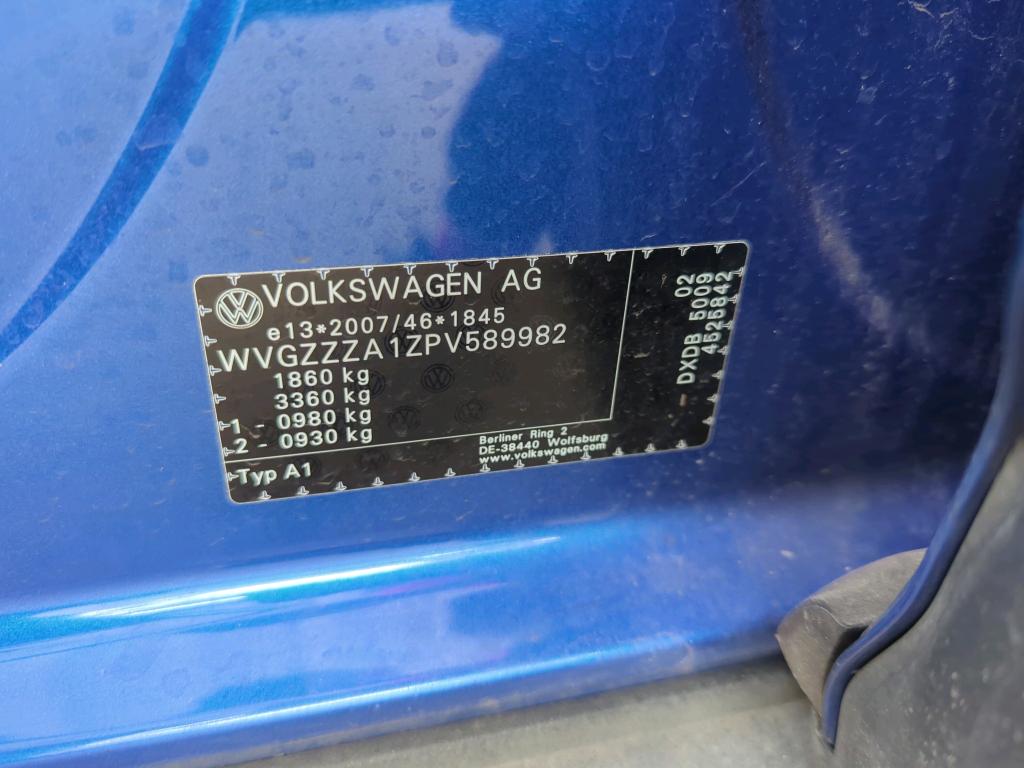 VOLKSWAGEN AG
e13*2007/46*1845
WVGZZZA1ZPV589982
1860 kg
3360 kg
1 - 0980 kg
2 - 0930 kg
Typ A1
Berliner Ring 2
DE-38440 Wolfsburg
www.volkswagen.com
DXDB 5009 02
4525842